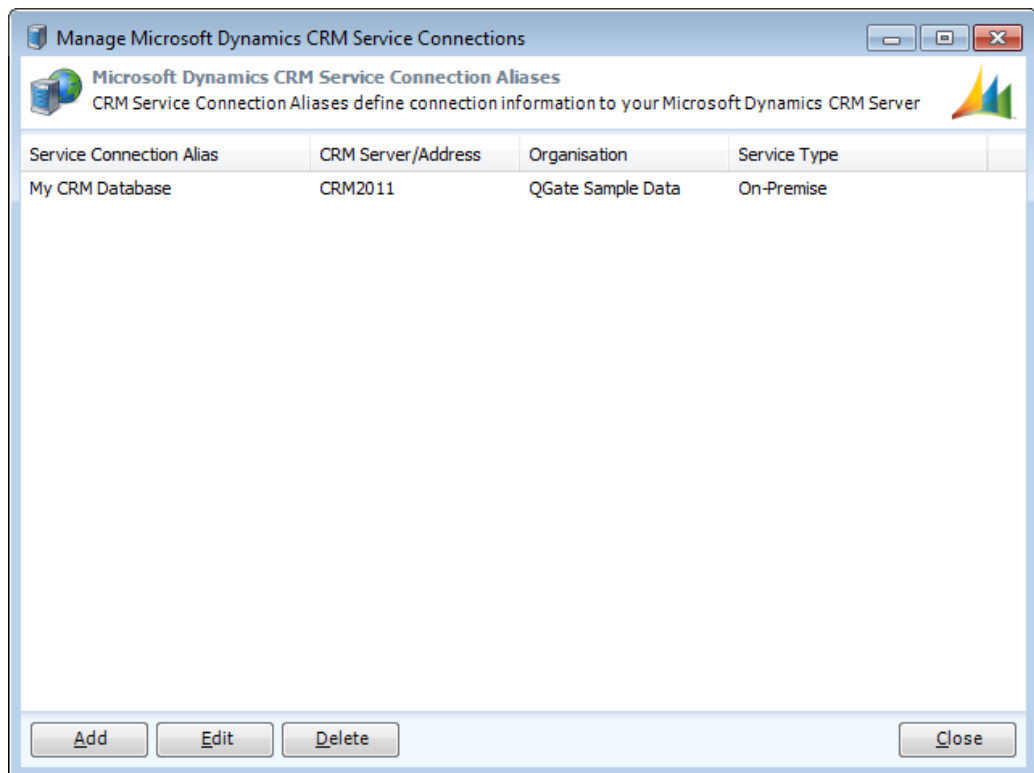 Manage Microsoft Dynamics CRM Service Connections
Microsoft Dynamics CRM Service Connection Aliases
CRM Service Connection Aliases define connection information to your Microsoft Dynamics CRM Server
Service Connection Alias CRM Server/Address Organisation Service Type
My CRM Database CRM2011 QGate Sample Data On-Premise
Add Edit Delete Close